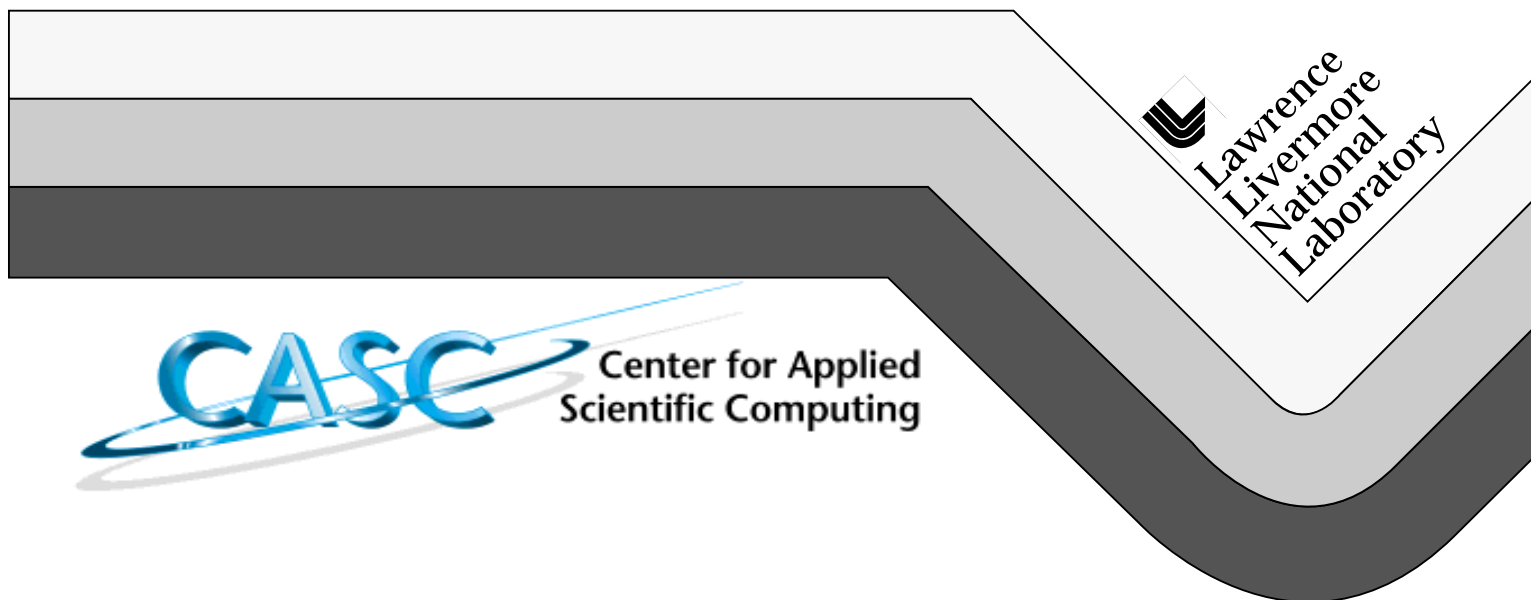 Lawrence
Livermore
National
Laboratory
CASC
Center for Applied
Scientific Computing